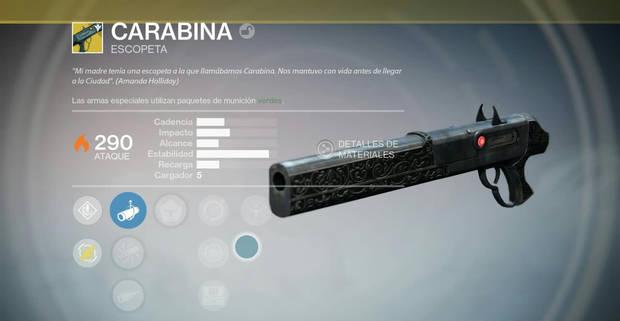 CARABINA
ESCOPETA
"Mi madre tenía una escopeta a la que llamábamos Carabina. Nos mantuvo con vida antes de llegar
a la Ciudad". (Amanda Holliday)
Las armas especiales utilizan paquetes de munición verdes.
290
ATAQUE
Cadencia
Impacto
Alcance
Estabilidad
Recarga
Cargador 5
DETALLES DE
MATERIALES